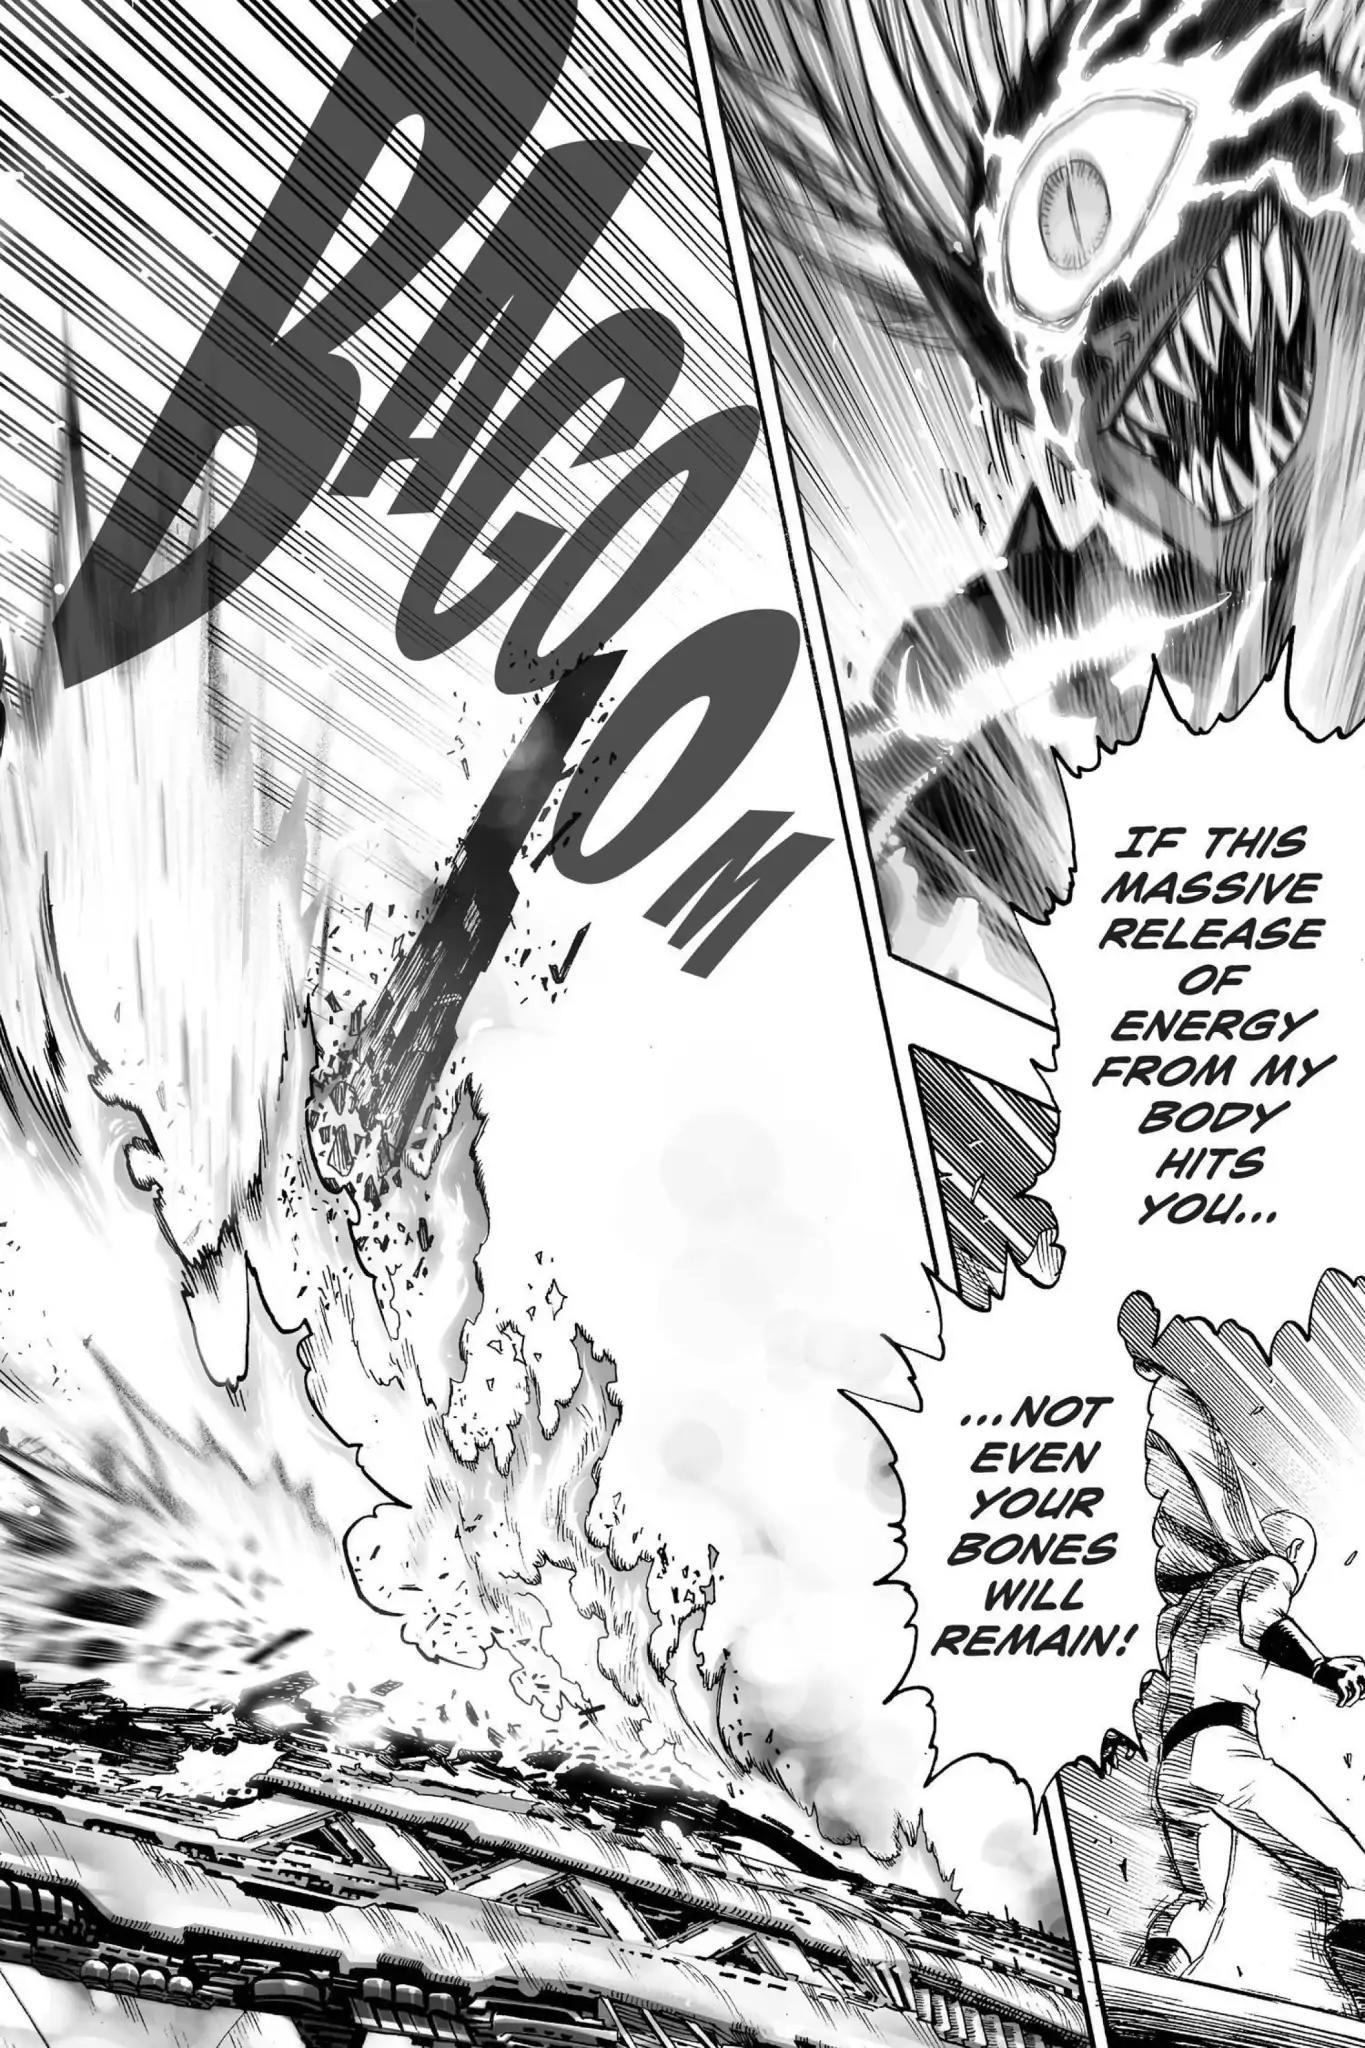 IF THIS
MASSIVE
RELEASE
OF
ENERGY
FROM MY
BODY
HITS
YOU...
...NOT
EVEN
YOUR
BONES
WILL
REMAIN!
BAGOOM